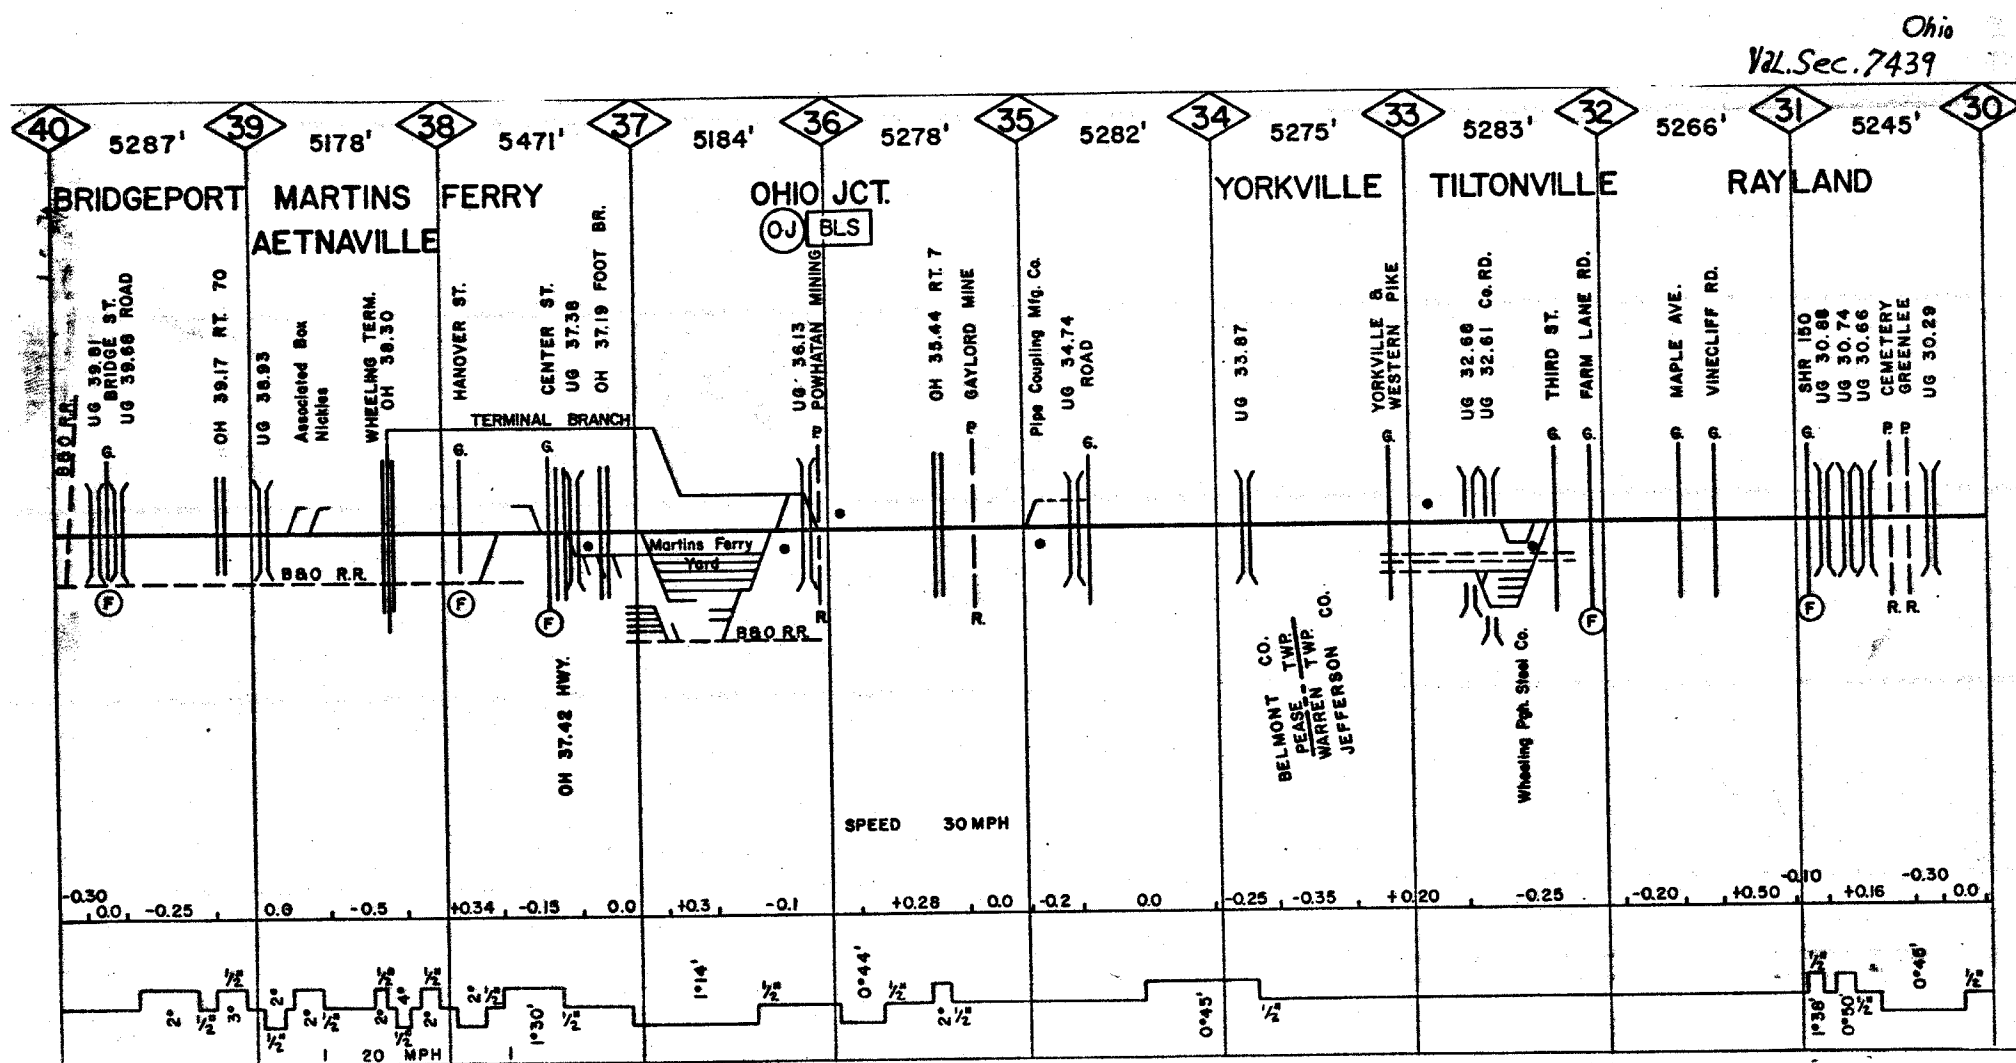 Ohio
Val.Sec.7439
40 5287' 39 5178' 38 5471' 37 5184' 36 5278' 35 5282' 34 5275' 33 5283' 32 5266' 31 5245' 30
BRIDGEPORT MARTINS FERRY OHIO JCT. YORKVILLE TILTONVILLE RAYLAND
AETNAVILLE
OJ BLS
B&O R.R.
UG 39.81
BRIDGE ST.
UG 39.68 ROAD
OH 39.17 RT. 70
UG 38.93
Associated Box
Nickles
WHEELING TERM.
OH 38.30
HANOVER ST.
CENTER ST.
UG 37.38
OH 37.19 FOOT BR.
UG 36.13
POWHATAN MINING
OH 35.44 RT. 7
GAYLORD MINE
Pipe Coupling Mfg. Co.
UG 34.74
ROAD
UG 33.87
YORKVILLE &
WESTERN PIKE
UG 32.68
UG 32.61 Co. RD.
THIRD ST.
FARM LANE RD.
MAPLE AVE.
VINECLIFF RD.
SHR 150
UG 30.88
UG 30.74
UG 30.66
CEMETERY
GREENLEE
UG 30.29
TERMINAL BRANCH
G. G. G. P P G. G. G. G. G. G. G. P P
Martins Ferry
Yard
B&O R.R.
F F F F F
R. R. R. R.
B&O R.R.
OH 37.42 HWY.
BELMONT CO.
PEASE TWP.
WARREN TWP.
JEFFERSON CO.
Wheeling Pgh. Steel Co.
SPEED 30 MPH
-0.30 0.0 -0.25 0.0 -0.5 +0.34 -0.15 0.0 +0.3 -0.1 +0.28 0.0 -0.2 0.0 -0.25 -0.35 +0.20 -0.25 -0.20 +0.50 -0.10 +0.16 -0.30 0.0
2° 1/2" 3° 1/2" 1/2" 2° 2° 1/2" 1/2" 2° 4° 1/2" 1/2" 2° 2° 1/2" 1°30' 1/2" 1°14' 1/2" 0°44' 1/2" 2° 1/2" 0°45' 1/2" 1°38' 1/2" 0°50' 1/2" 0°46' 1/2"
1 20 MPH 1